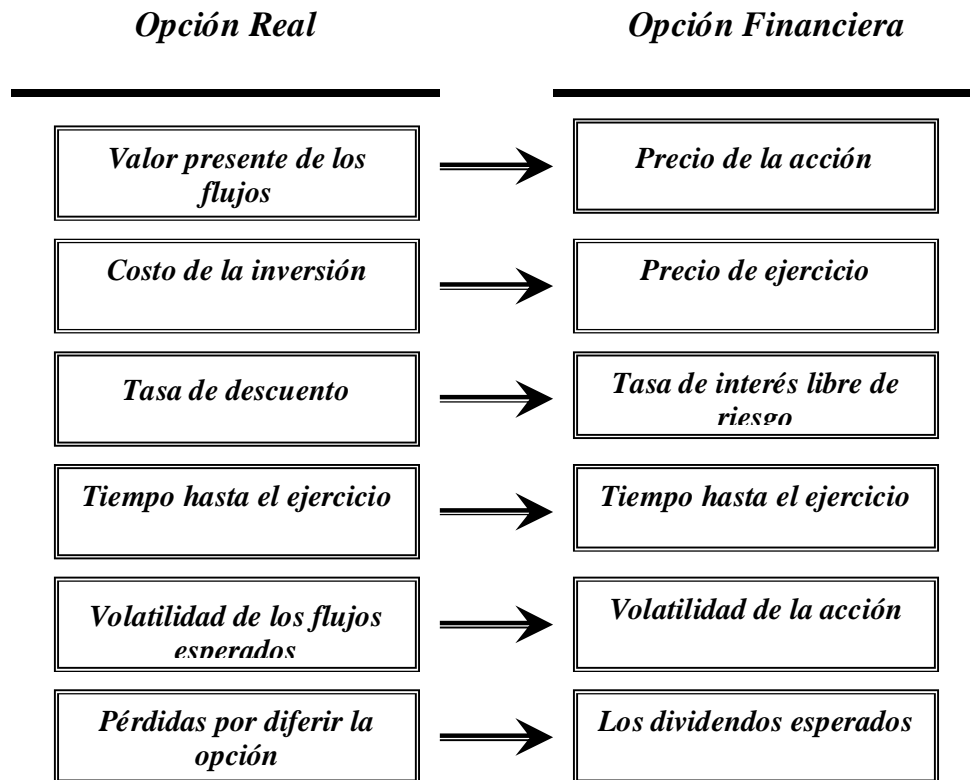 Opción Real
Opción Financiera
Valor presente de los
flujos
Precio de la acción
Costo de la inversión
Precio de ejercicio
Tasa de descuento
Tasa de interés libre de
riesgo
Tiempo hasta el ejercicio
Tiempo hasta el ejercicio
Volatilidad de los flujos
esperados
Volatilidad de la acción
Pérdidas por diferir la
opción
Los dividendos esperados